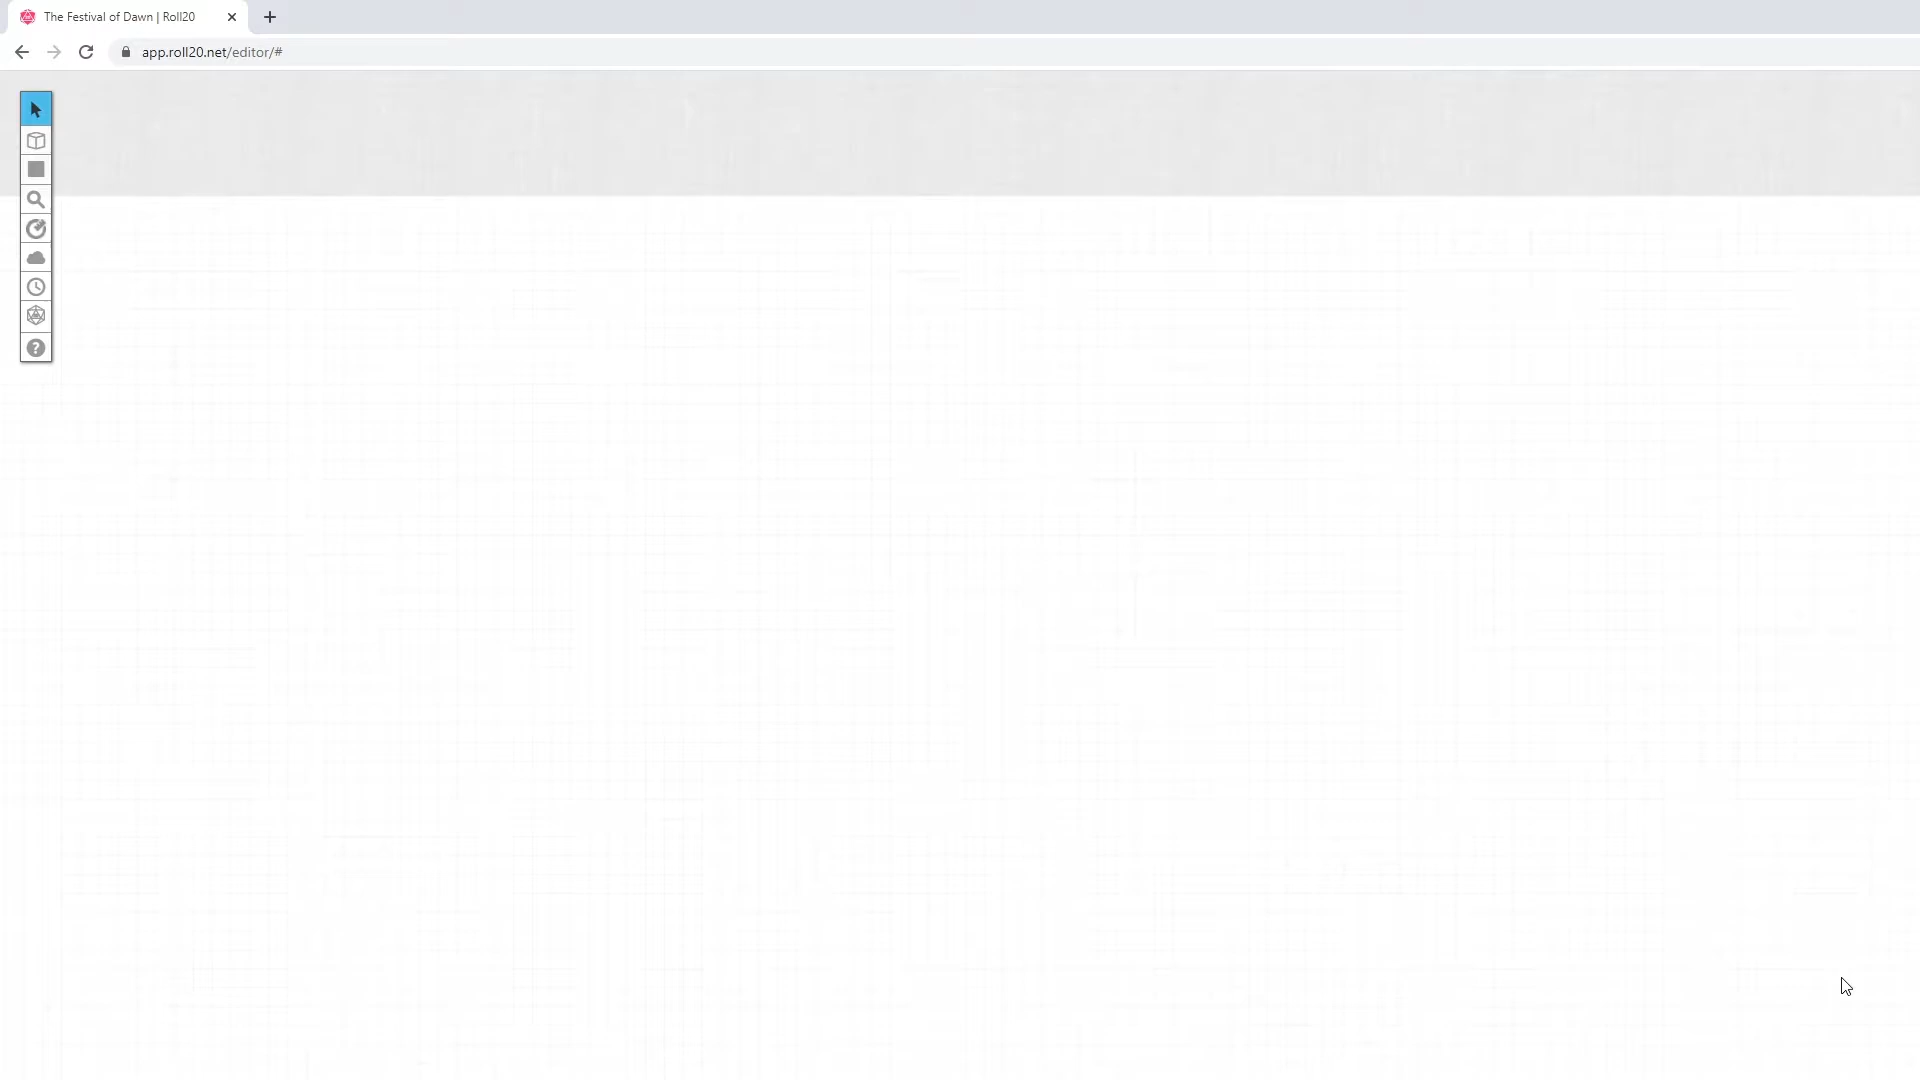 The Festival of Dawn | Roll20
app.roll20.net/editor/#
?